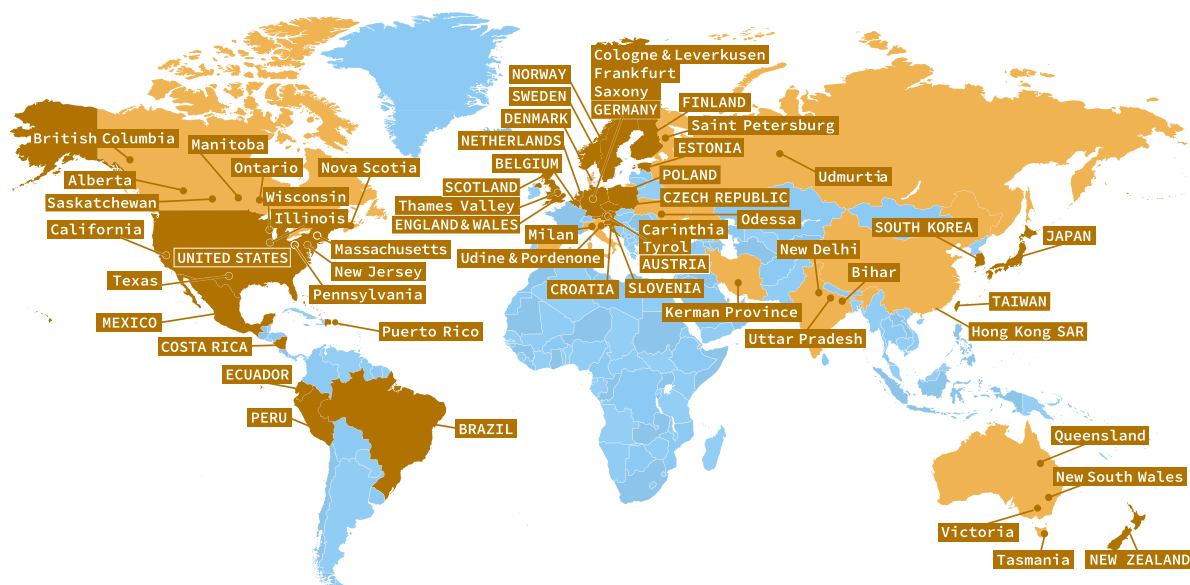 Cologne & Leverkusen
Frankfurt
Saxony
GERMANY
NORWAY
SWEDEN
DENMARK
NETHERLANDS
BELGIUM
SCOTLAND
Thames Valley
ENGLAND & WALES
FINLAND
Saint Petersburg
ESTONIA
POLAND
Udmurtia
CZECH REPUBLIC
Odessa
British Columbia
Manitoba
Ontario
Nova Scotia
Alberta
Saskatchewan
Wisconsin
Illinois
California
UNITED STATES
Massachusetts
New Jersey
Texas
Pennsylvania
MEXICO
Puerto Rico
COSTA RICA
ECUADOR
PERU
BRAZIL
Milan
Udine & Pordenone
Carinthia
Tyrol
AUSTRIA
CROATIA
SLOVENIA
SOUTH KOREA
JAPAN
New Delhi
Bihar
Kerman Province
Uttar Pradesh
TAIWAN
Hong Kong SAR
Queensland
New South Wales
Victoria
Tasmania
NEW ZEALAND